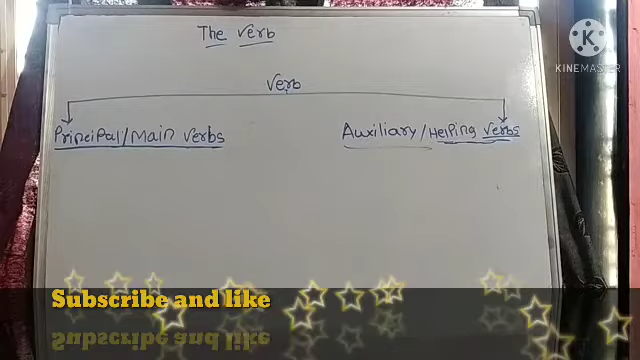 The verb
K
KINEMASTER
Verb
Principal/Main verbs
Auxiliary/Helping verbs
Subscribe and like